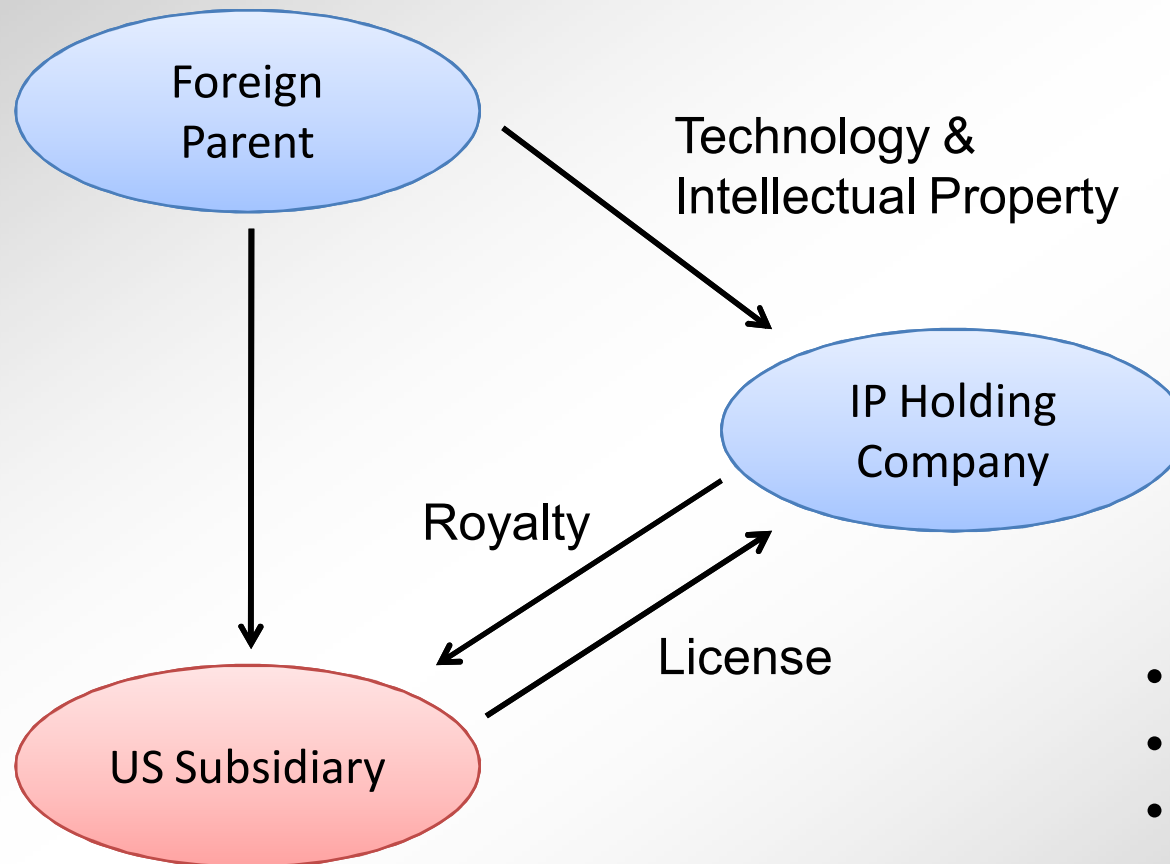 Foreign
Parent
Technology &
Intellectual Property
IP Holding
Company
Royalty
License
US Subsidiary
•
•
•